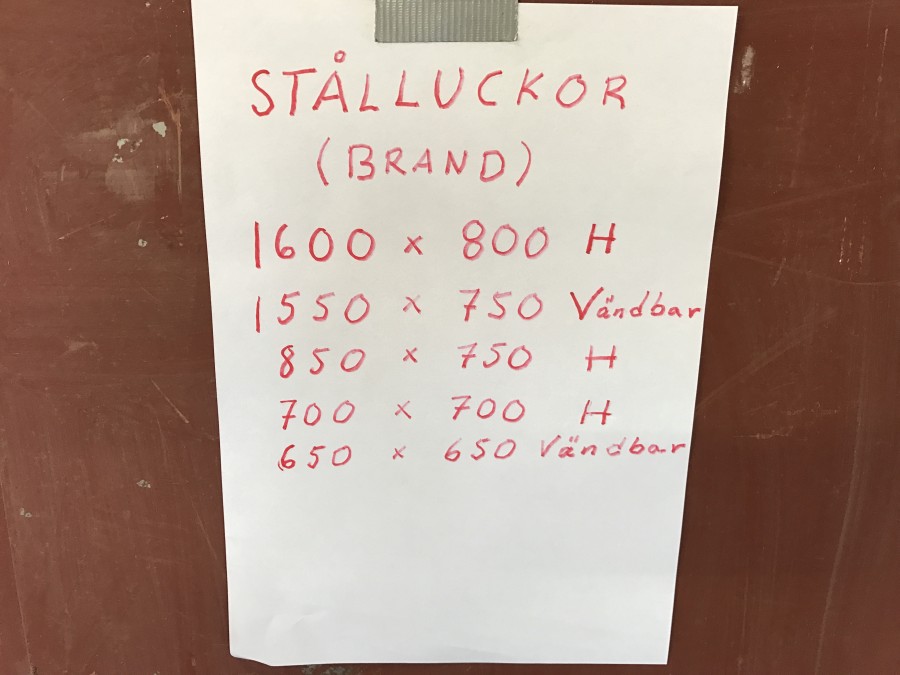 STÅLLUCKOR
(BRAND)
1600 x 800 H
1550 x 750 Vändbar
850 x 750 H
700 x 700 H
650 x 650 Vändbar